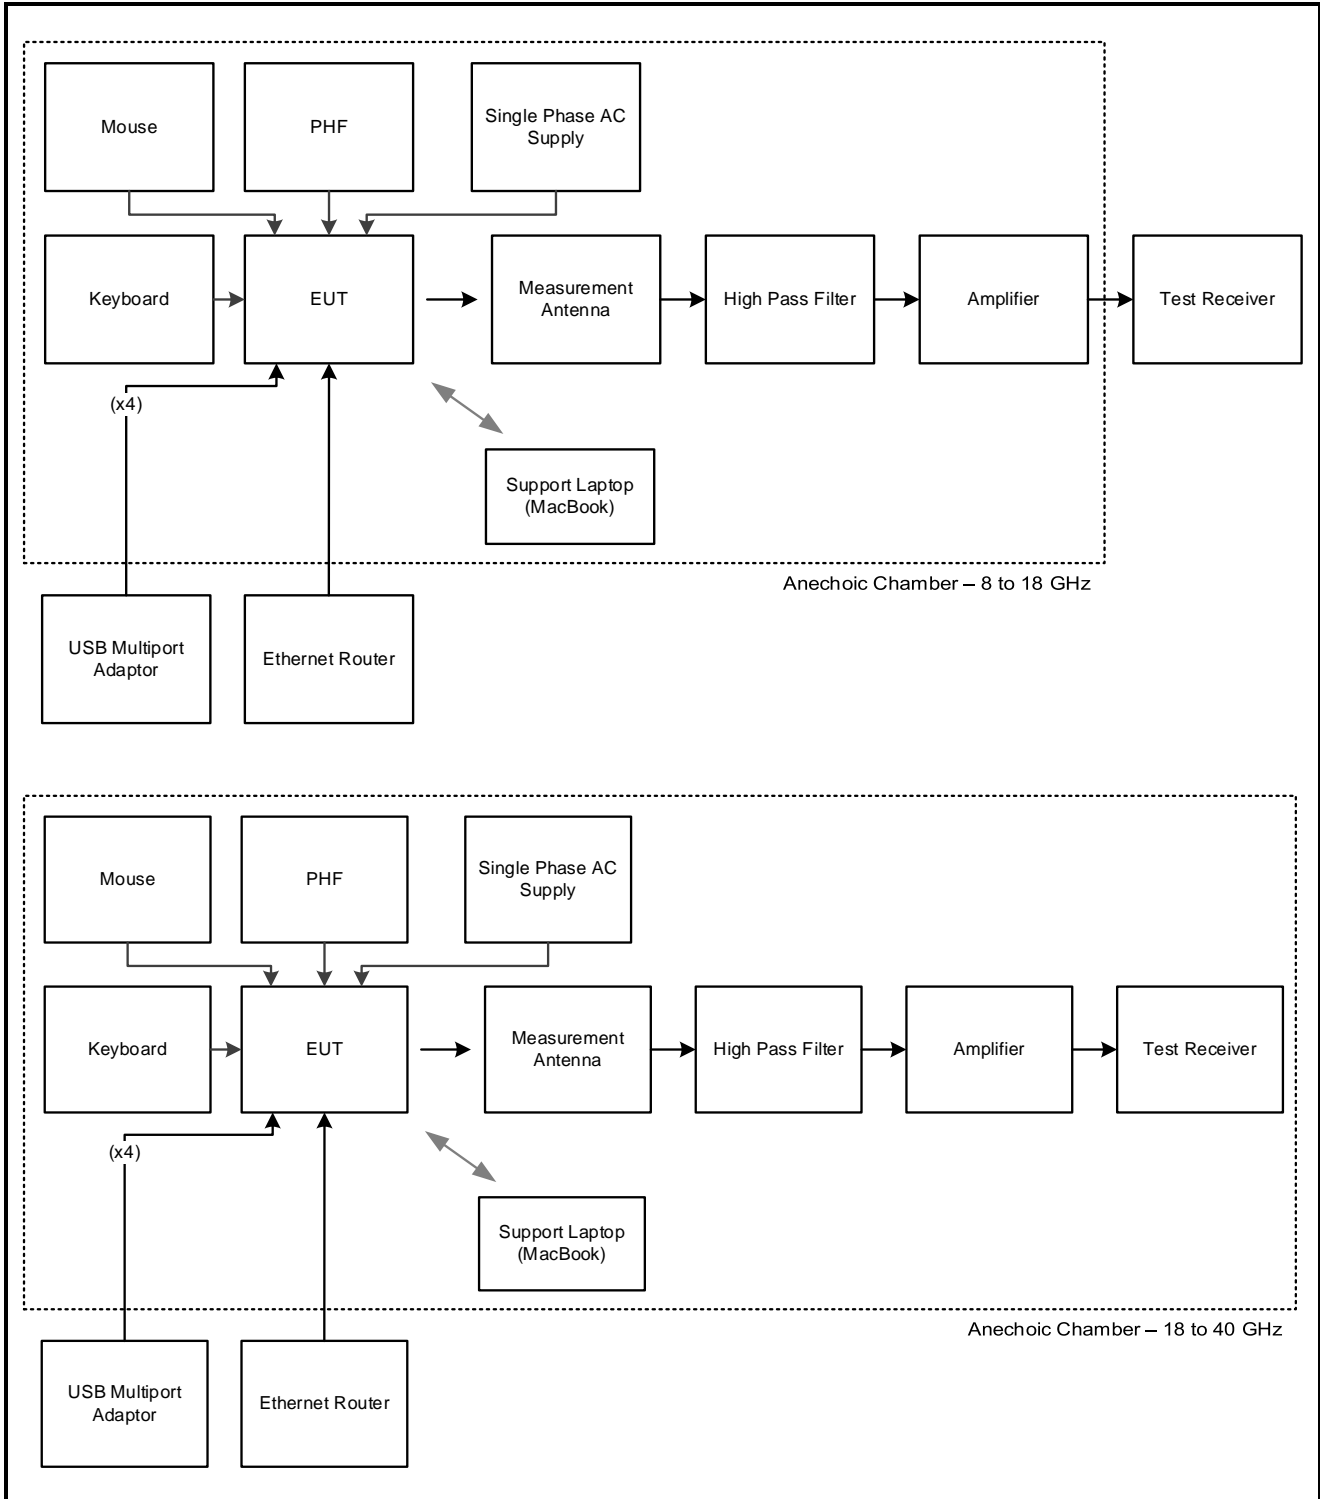 Mouse
PHF
Single Phase AC
Supply
Keyboard
EUT
Measurement
Antenna
High Pass Filter
Amplifier
Test Receiver
(x4)
Support Laptop
(MacBook)
Anechoic Chamber – 8 to 18 GHz
USB Multiport
Adaptor
Ethernet Router
Mouse
PHF
Single Phase AC
Supply
Keyboard
EUT
Measurement
Antenna
High Pass Filter
Amplifier
Test Receiver
(x4)
Support Laptop
(MacBook)
Anechoic Chamber – 18 to 40 GHz
USB Multiport
Adaptor
Ethernet Router